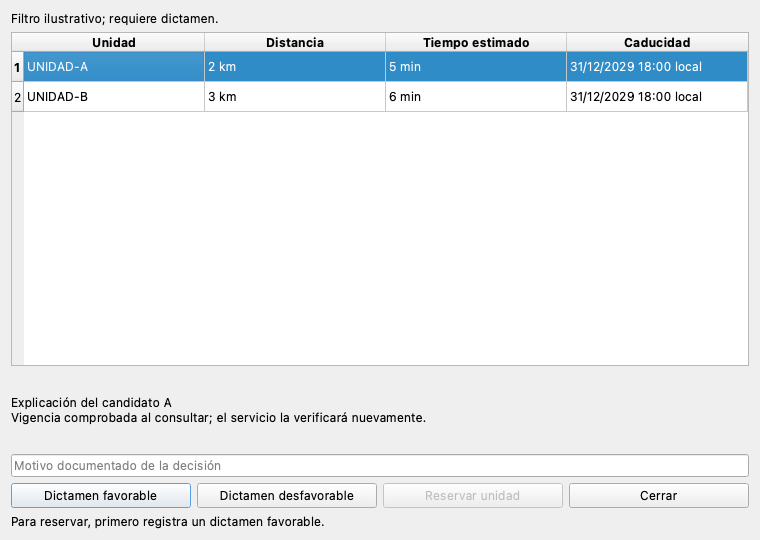 Filtro ilustrativo; requiere dictamen.
Unidad Distancia Tiempo estimado Caducidad
1 UNIDAD-A 2 km 5 min 31/12/2029 18:00 local
2 UNIDAD-B 3 km 6 min 31/12/2029 18:00 local
Explicación del candidato A
Vigencia comprobada al consultar; el servicio la verificará nuevamente.
Motivo documentado de la decisión
Dictamen favorable Dictamen desfavorable Reservar unidad Cerrar
Para reservar, primero registra un dictamen favorable.